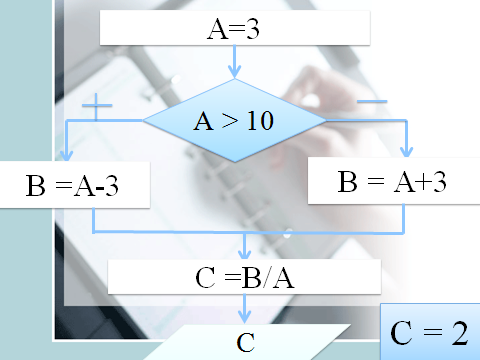 A=3
A > 10
+
—
B =A-3
B = A+3
C =B/A
C
C = 2